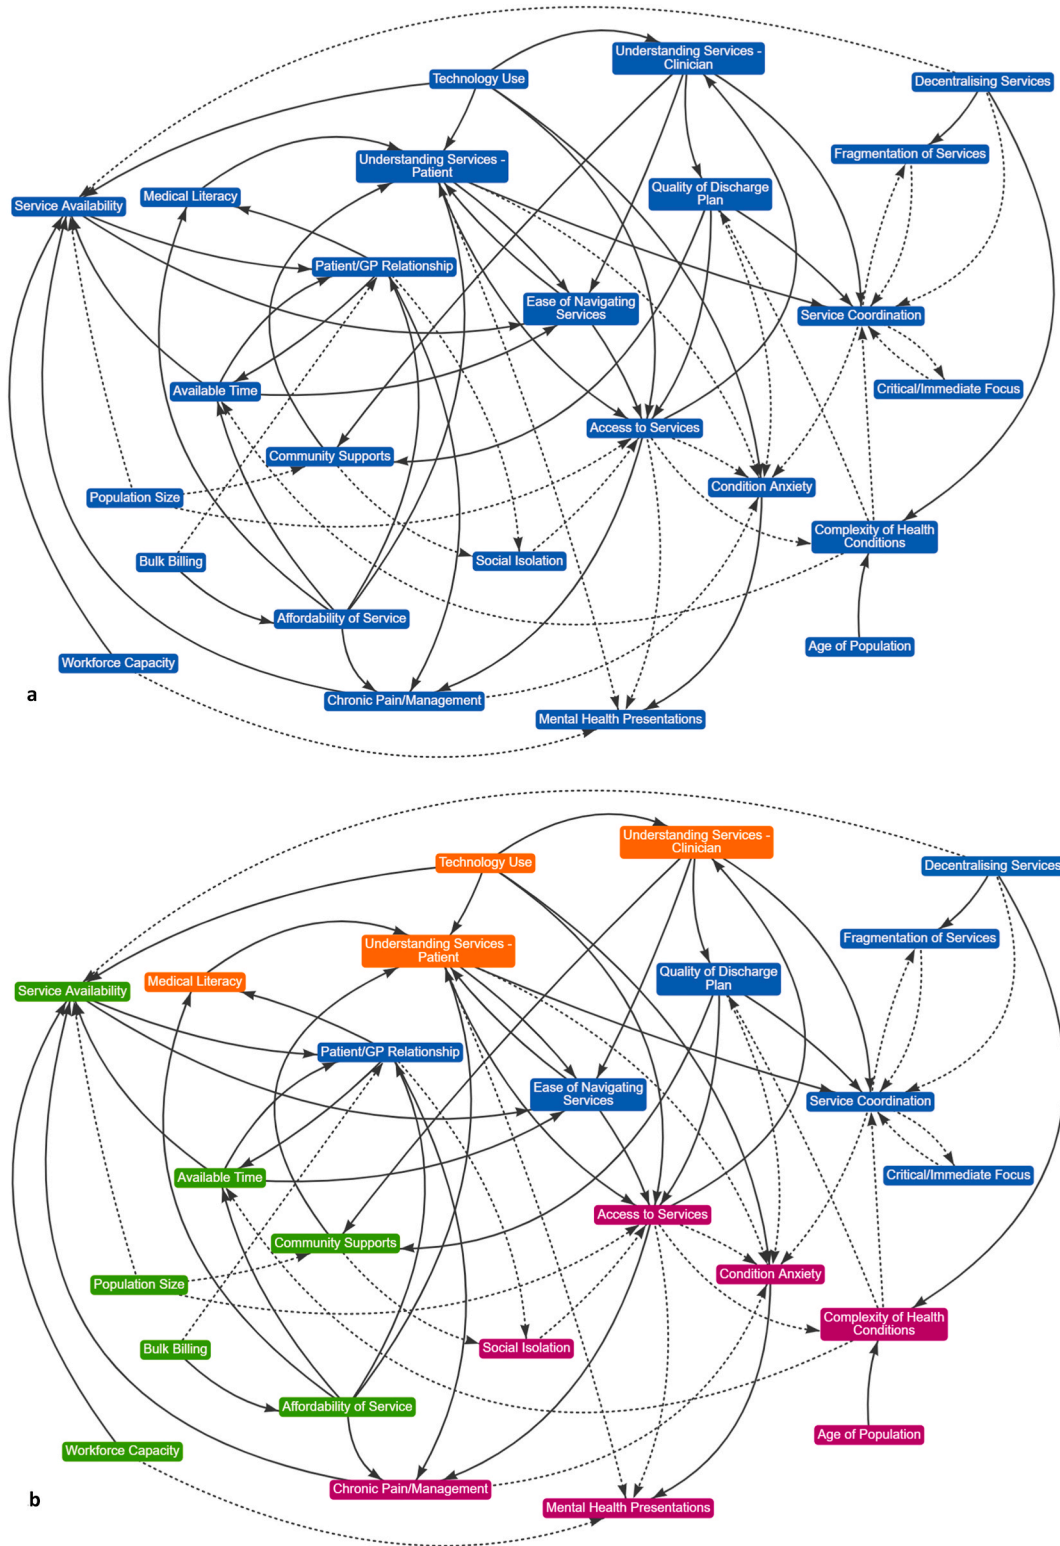 Understanding Services -
Clinician
Technology Use
Decentralising Services
Fragmentation of Services
Understanding Services -
Patient
Quality of Discharge
Plan
Medical Literacy
Service Availability
Patient/GP Relationship
Ease of Navigating
Services
Service Coordination
Available Time
Critical/Immediate Focus
Access to Services
Community Supports
Condition Anxiety
Population Size
Complexity of Health
Conditions
Bulk Billing
Social Isolation
Affordability of Service
Age of Population
Workforce Capacity
a
Chronic Pain/Management
Mental Health Presentations
Understanding Services -
Clinician
Technology Use
Decentralising Services
Fragmentation of Services
Understanding Services -
Patient
Quality of Discharge
Plan
Medical Literacy
Service Availability
Patient/GP Relationship
Ease of Navigating
Services
Service Coordination
Available Time
Critical/Immediate Focus
Access to Services
Community Supports
Condition Anxiety
Population Size
Complexity of Health
Conditions
Bulk Billing
Social Isolation
Affordability of Service
Age of Population
Workforce Capacity
Chronic Pain/Management
b
Mental Health Presentations